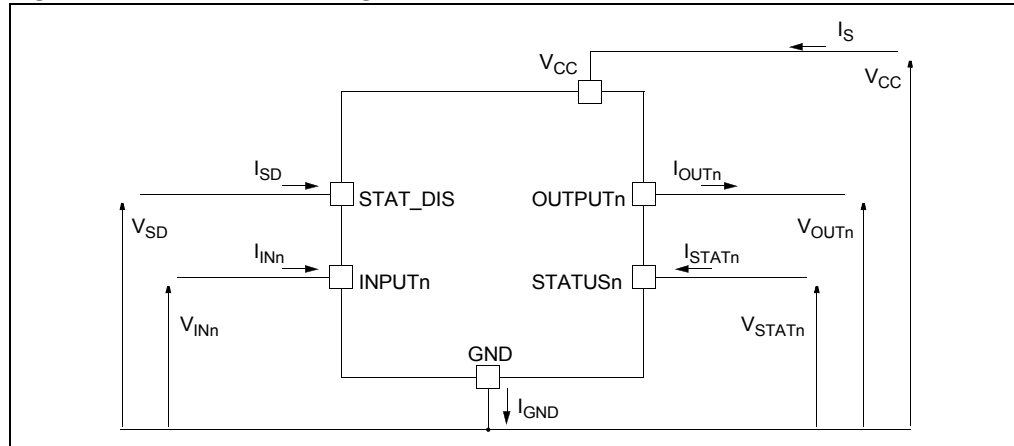 I_S
V_CC
V_CC
I_SD
STAT_DIS
OUTPUTn
I_OUTn
V_SD
V_OUTn
I_INn
INPUTn
STATUSn
I_STATn
V_INn
V_STATn
GND
I_GND